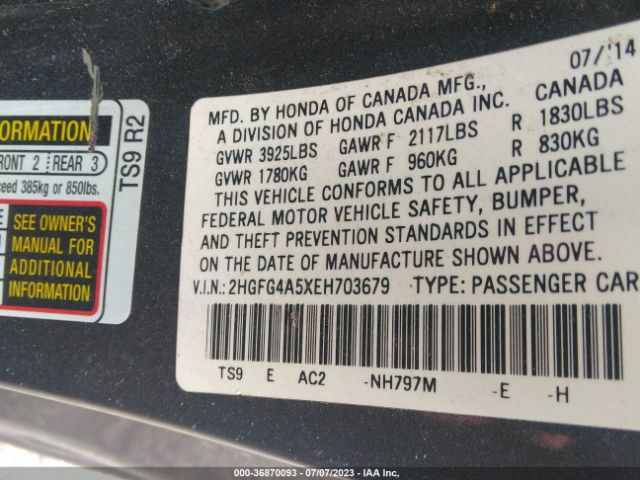 ORMATION
FRONT 2 REAR 3
ceed 385kg or 850lbs.
TS9 R2
SEE OWNER'S
MANUAL FOR
ADDITIONAL
INFORMATION
07/'14
MFD. BY HONDA OF CANADA MFG., CANADA
A DIVISION OF HONDA CANADA INC.
GVWR 3925LBS GAWR F 2117LBS R 1830LBS
GVWR 1780KG GAWR F 960KG R 830KG
THIS VEHICLE CONFORMS TO ALL APPLICABLE
FEDERAL MOTOR VEHICLE SAFETY, BUMPER,
AND THEFT PREVENTION STANDARDS IN EFFECT
ON THE DATE OF MANUFACTURE SHOWN ABOVE.
V.I.N.: 2HGFG4A5XEH703679 TYPE: PASSENGER CAR
TS9 E AC2 -NH797M -E -H
000-36870093 - 07/07/2023 - IAA Inc.